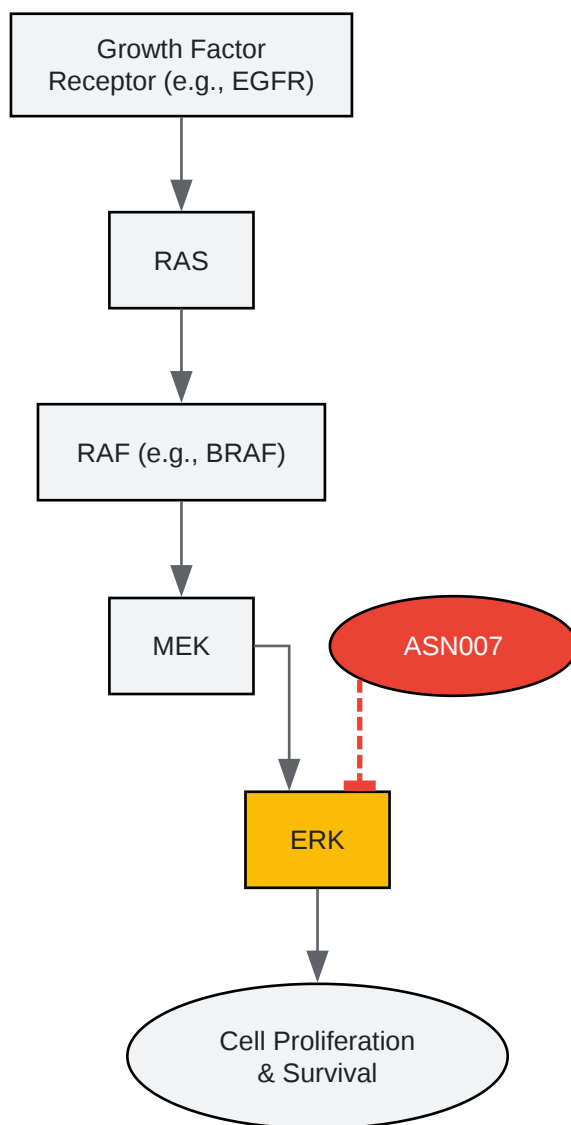 Growth Factor
Receptor (e.g., EGFR)
RAS
RAF (e.g., BRAF)
MEK
ASN007
ERK
Cell Proliferation
& Survival